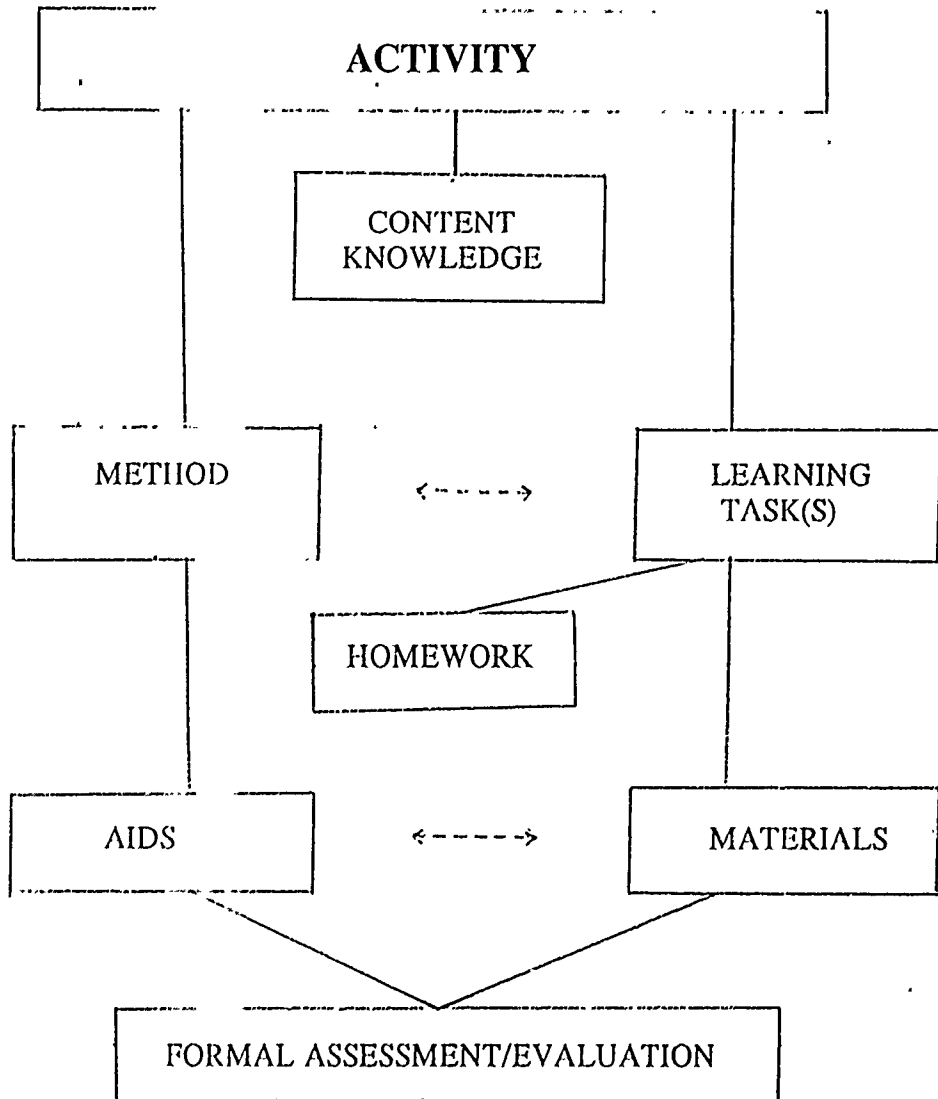 ACTIVITY
CONTENT
KNOWLEDGE
METHOD
LEARNING
TASK(S)
HOMEWORK
AIDS
MATERIALS
FORMAL ASSESSMENT/EVALUATION